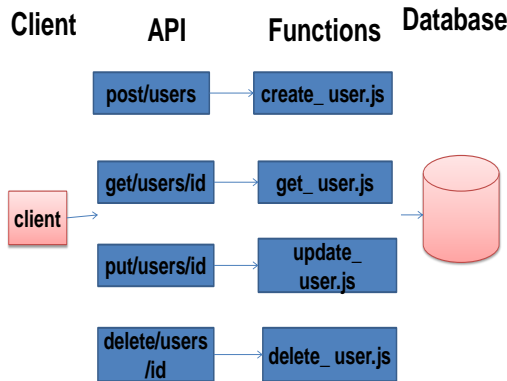 Client API Functions Database
post/users create_ user.js
get/users/id get_ user.js
client
put/users/id update_
user.js
delete/users
/id delete_ user.js